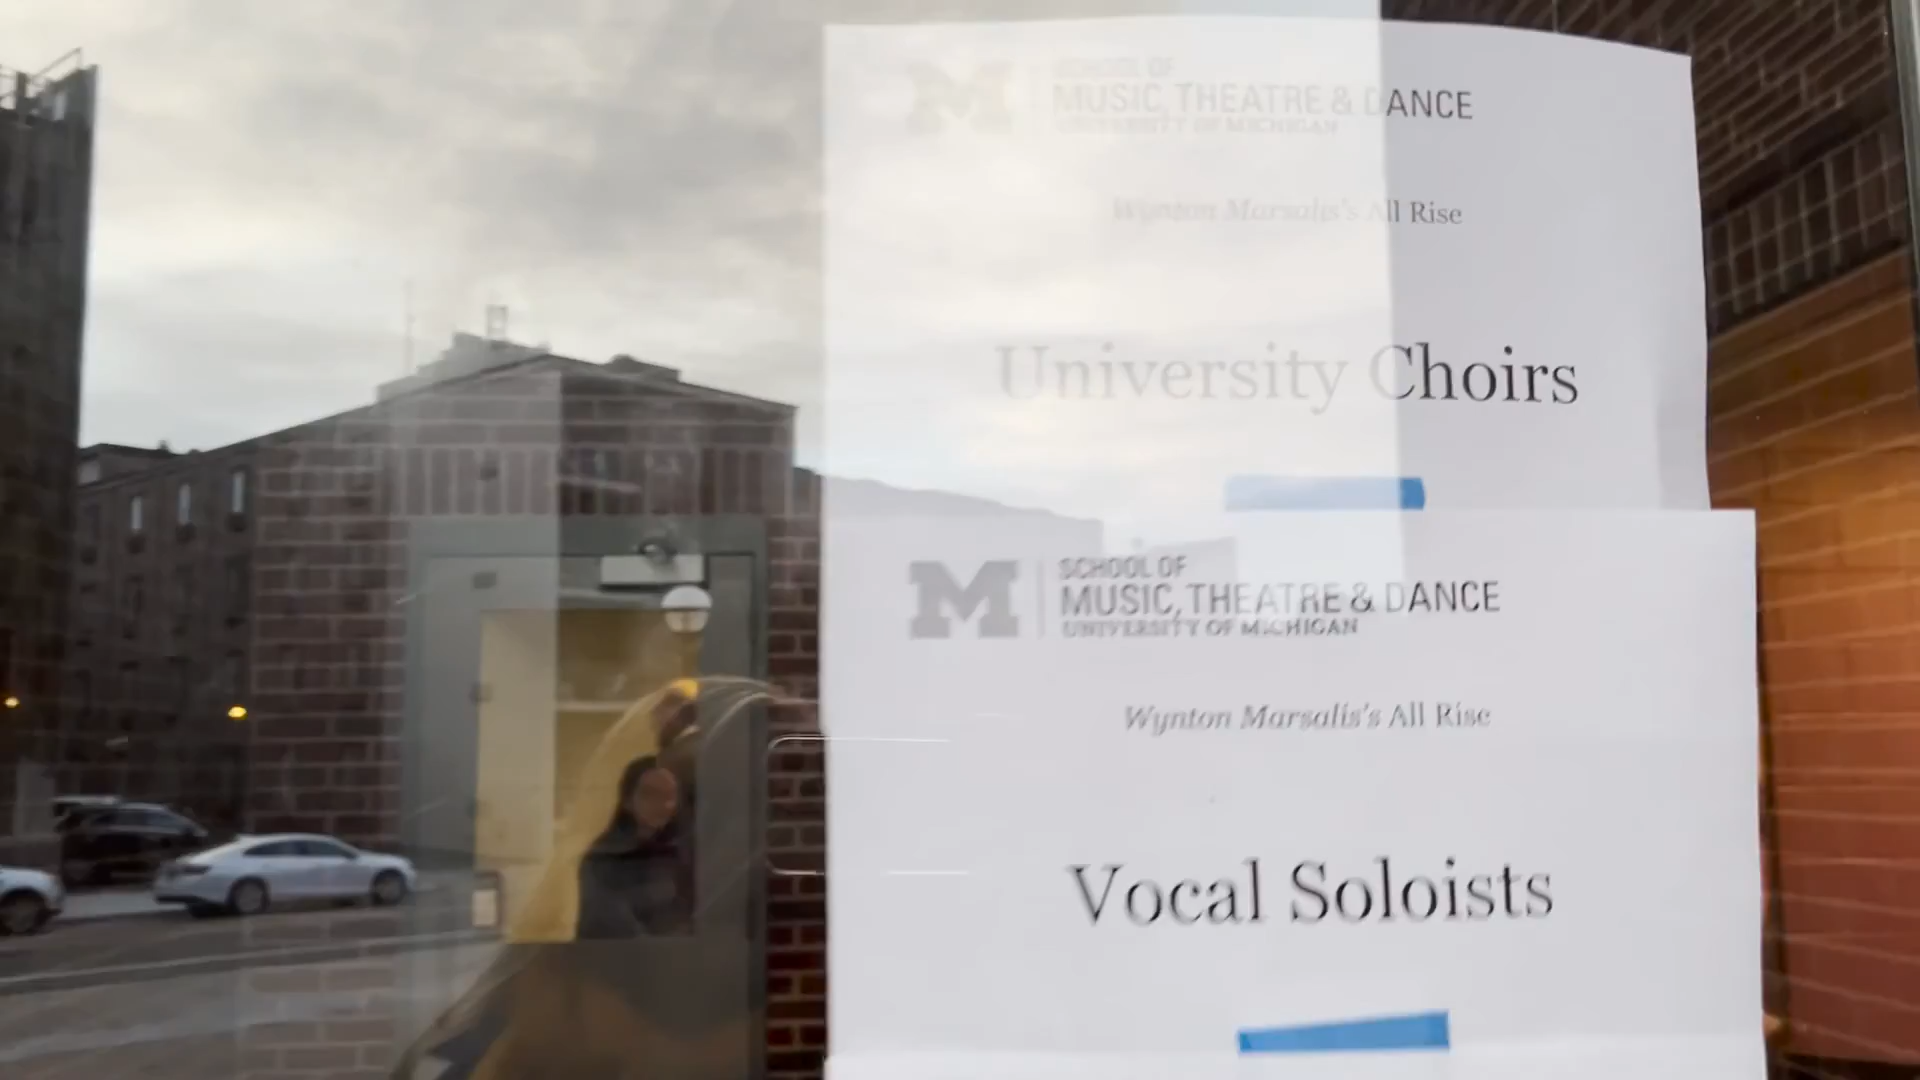 M
SCHOOL OF
MUSIC, THEATRE & DANCE
UNIVERSITY OF MICHIGAN
Wynton Marsalis's All Rise
University Choirs
M
SCHOOL OF
MUSIC, THEATRE & DANCE
UNIVERSITY OF MICHIGAN
Wynton Marsalis's All Rise
Vocal Soloists